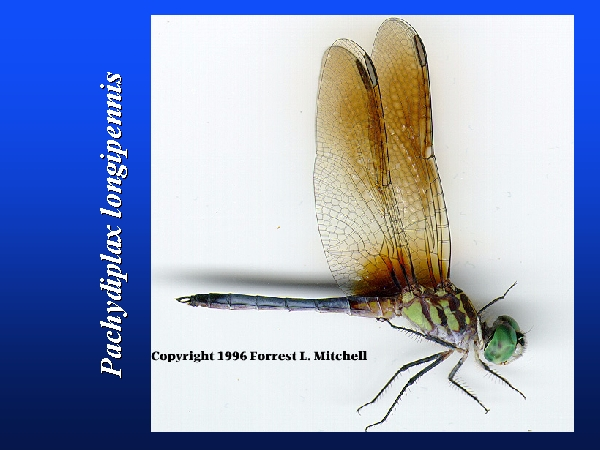 Pachydiplax longipennis
Copyright 1996 Forrest L. Mitchell